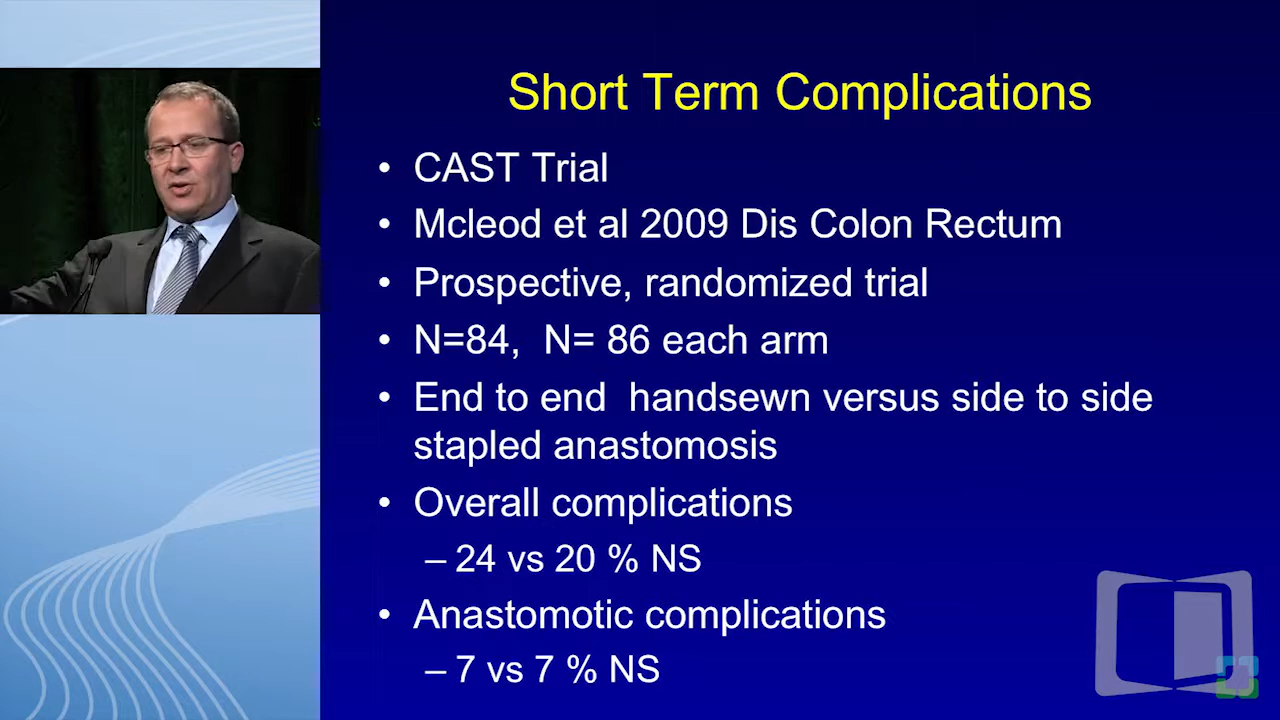 Short Term Complications
• CAST Trial
• Mcleod et al 2009 Dis Colon Rectum
• Prospective, randomized trial
• N=84,  N= 86 each arm
• End to end  handsewn versus side to side
stapled anastomosis
• Overall complications
– 24 vs 20 % NS
• Anastomotic complications
– 7 vs 7 % NS